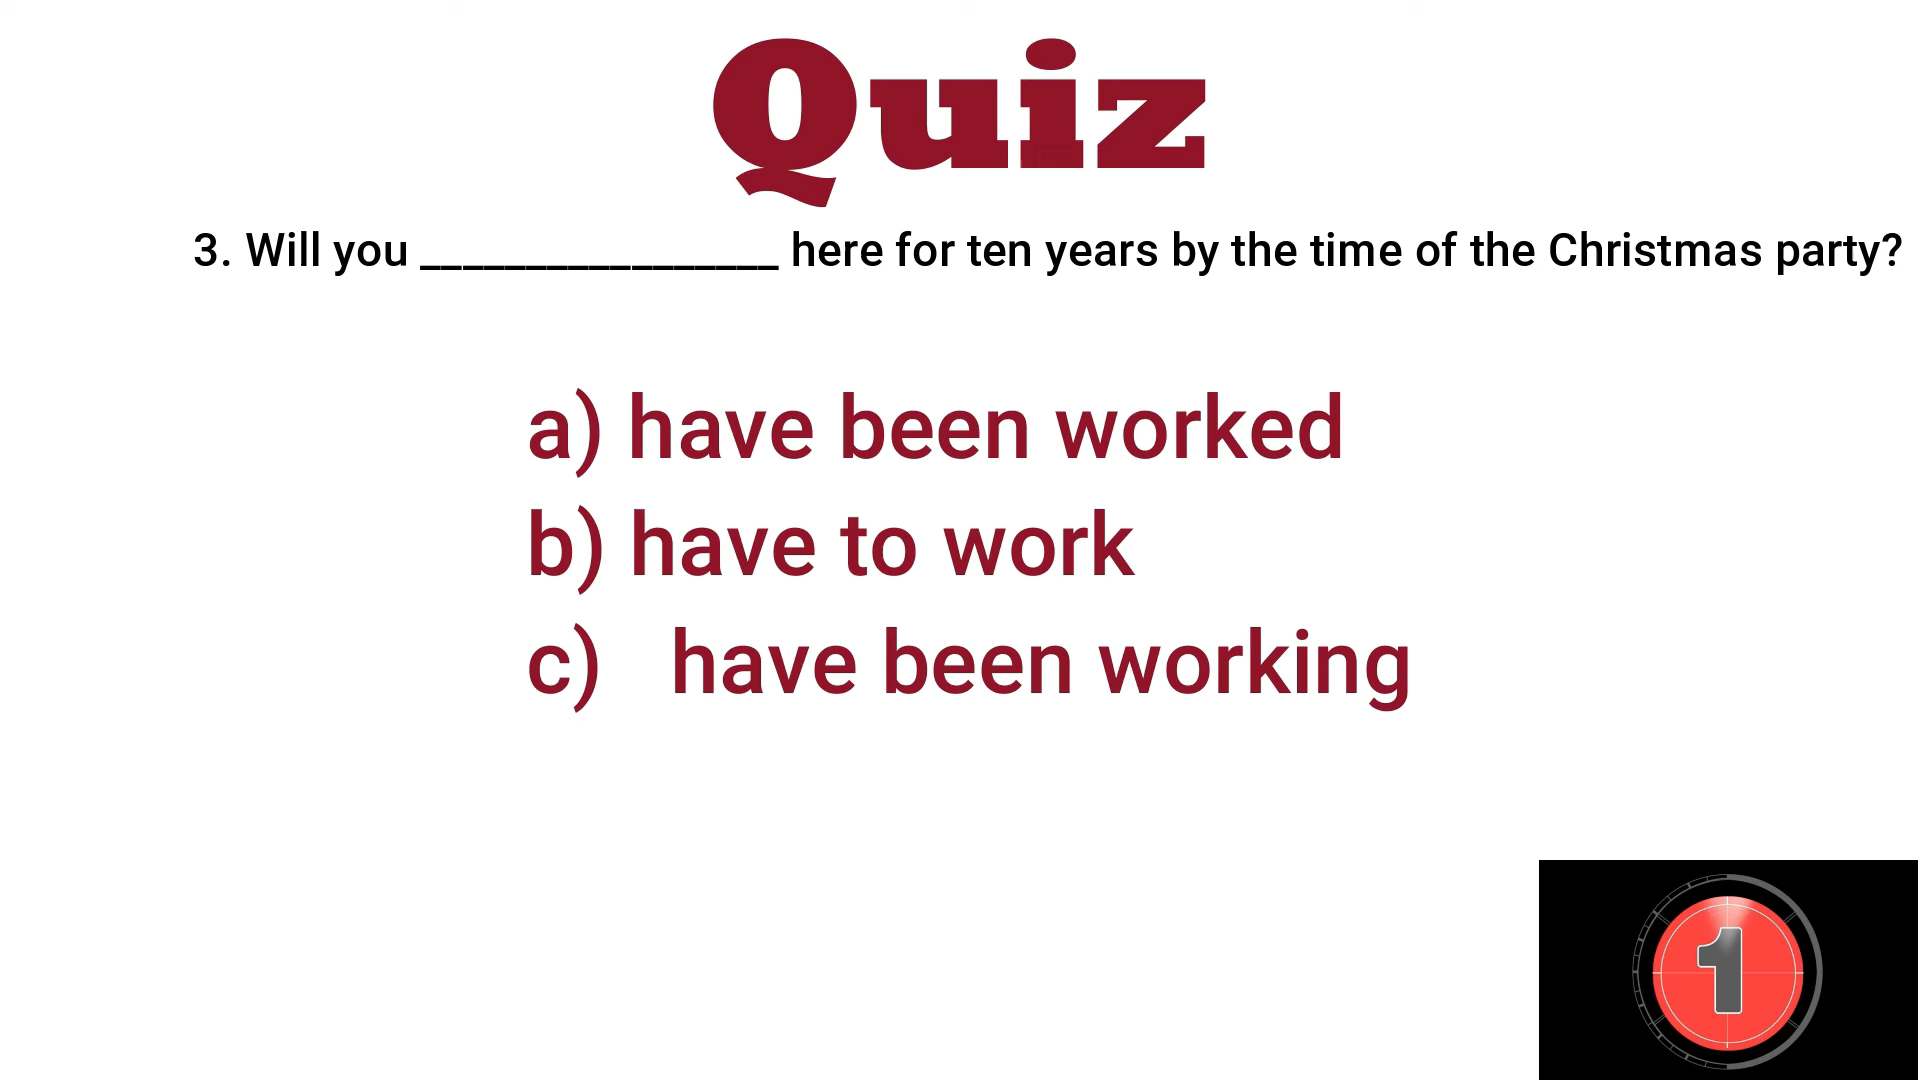 Quiz
3. Will you _________________ here for ten years by the time of the Christmas party?
a) have been worked
b) have to work
c) have been working
1